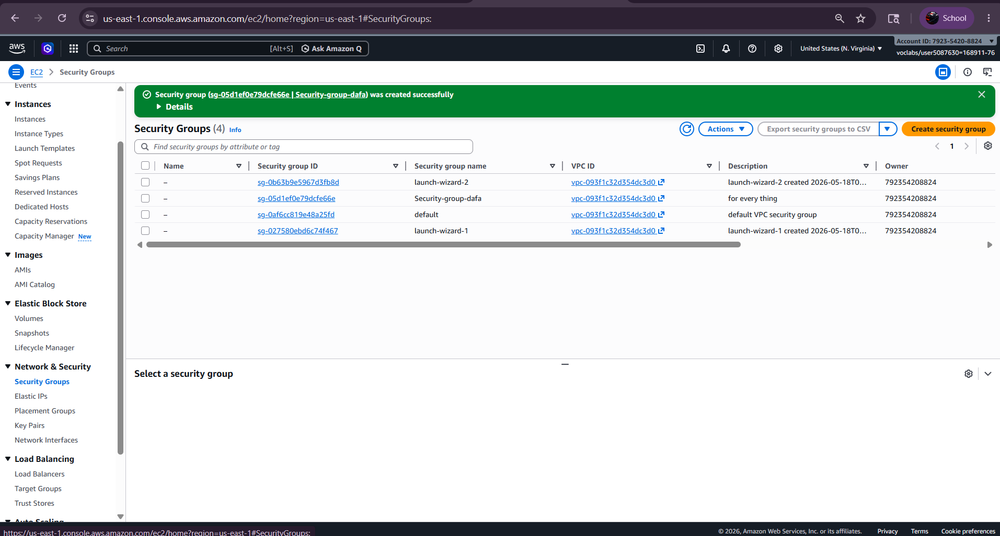 us-east-1.console.aws.amazon.com/ec2/home?region=us-east-1#SecurityGroups:
School
aws
Search
[Alt+S]
Ask Amazon Q
United States (N. Virginia)
Account ID: 7923-5420-8824
voclabs/user5087630=168911-76
EC2
Security Groups
Events
Instances
Instances
Instance Types
Launch Templates
Spot Requests
Savings Plans
Reserved Instances
Dedicated Hosts
Capacity Reservations
Capacity Manager New
Images
AMIs
AMI Catalog
Elastic Block Store
Volumes
Snapshots
Lifecycle Manager
Network & Security
Security Groups
Elastic IPs
Placement Groups
Key Pairs
Network Interfaces
Load Balancing
Load Balancers
Target Groups
Trust Stores
Auto Scaling
Security group (sg-05d1ef0e79dcfe66e | Security-group-dafa) was created successfully
Details
Security Groups (4) Info
Actions
Export security groups to CSV
Create security group
Find security groups by attribute or tag
1
Name Security group ID Security group name VPC ID Description Owner
– sg-0b63b9e5967d3fb8d launch-wizard-2 vpc-093f1c32d354dc3d0 launch-wizard-2 created 2026-05-18T0... 792354208824
– sg-05d1ef0e79dcfe66e Security-group-dafa vpc-093f1c32d354dc3d0 for every thing 792354208824
– sg-0af6cc819e48a25fd default vpc-093f1c32d354dc3d0 default VPC security group 792354208824
– sg-027580ebd6c74f467 launch-wizard-1 vpc-093f1c32d354dc3d0 launch-wizard-1 created 2026-05-18T0... 792354208824
Select a security group
https://us-east-1.console.aws.amazon.com/ec2/home?region=us-east-1#SecurityGroups:
© 2026, Amazon Web Services, Inc. or its affiliates.
Privacy
Terms
Cookie preferences